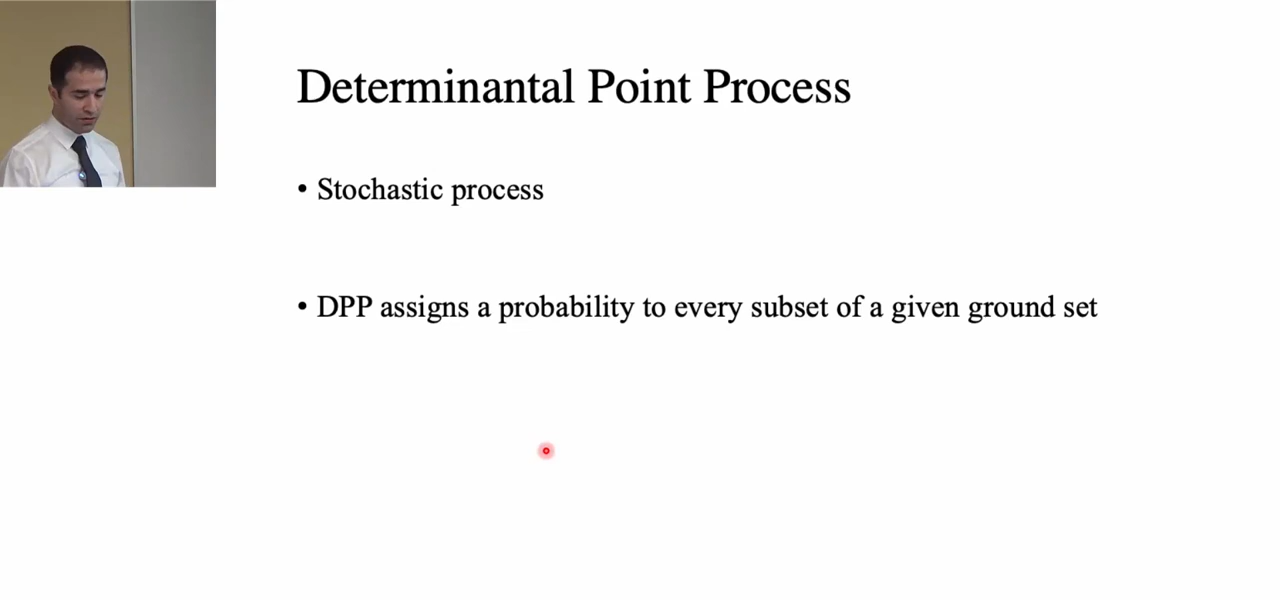 Determinantal Point Process
• Stochastic process
• DPP assigns a probability to every subset of a given ground set